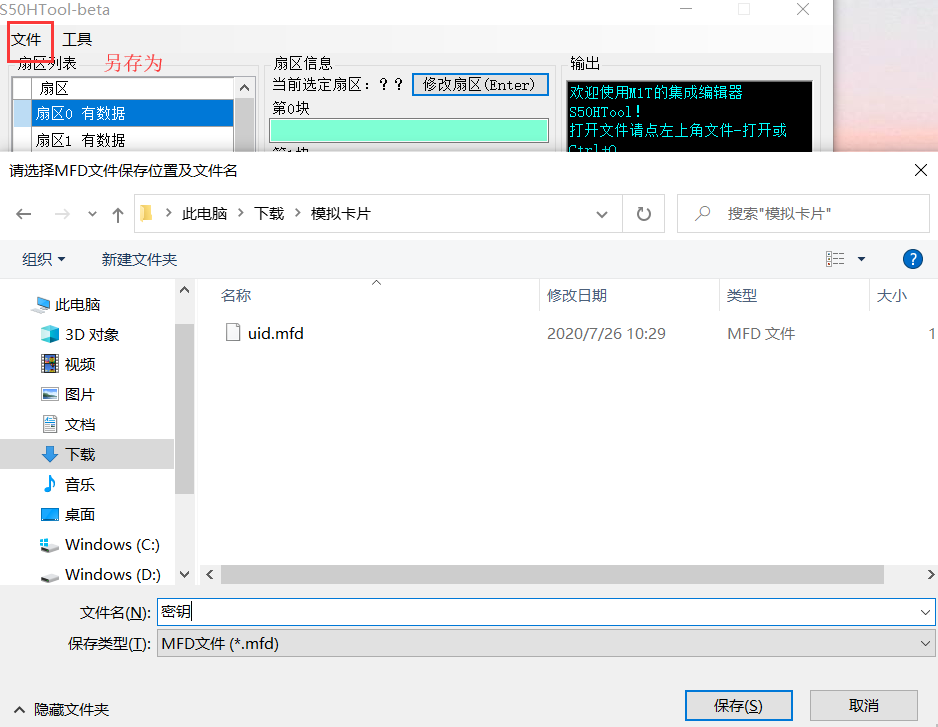 S50HTool-beta
文件 工具
另存为
扇区列表
扇区
扇区0 有数据
扇区1 有数据
扇区信息
当前选定扇区：？？ 修改扇区(Enter)
第0块
第1块
输出
欢迎使用M1T的集成编辑器
S50HTool!
打开文件请点左上角文件-打开或
Ctrl+O
请选择MFD文件保存位置及文件名
此电脑 下载 模拟卡片
搜索"模拟卡片"
组织 新建文件夹
名称 修改日期 类型 大小
uid.mfd 2020/7/26 10:29 MFD 文件 1
此电脑
3D 对象
视频
图片
文档
下载
音乐
桌面
Windows (C:)
Windows (D:)
文件名(N): 密钥
保存类型(T): MFD文件 (*.mfd)
隐藏文件夹 保存(S) 取消